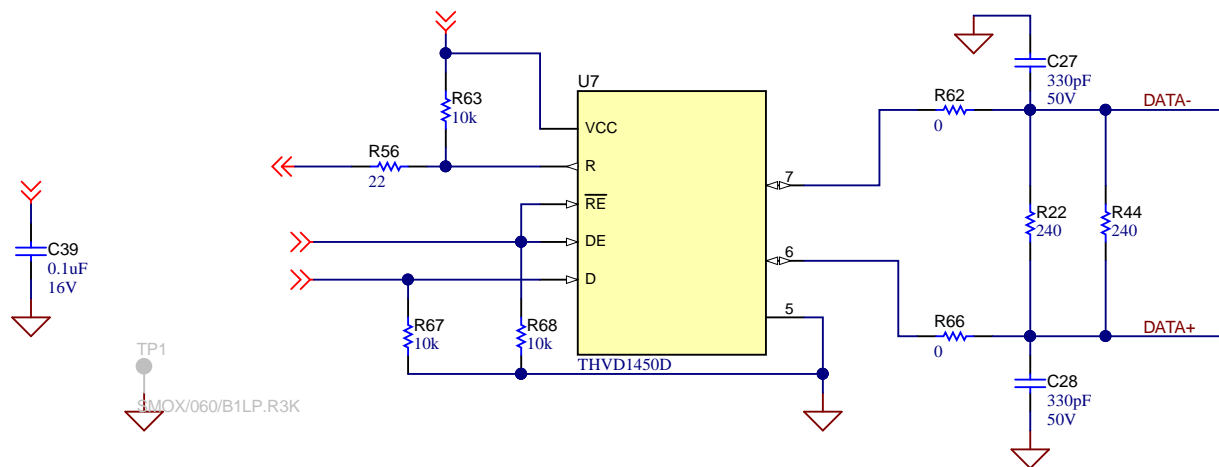 U7
C27
330pF
50V
R63
10k
R62
0
DATA-
VCC
R56
22
R
7
RE
R22
240
R44
240
C39
0.1uF
16V
DE
6
D
R67
10k
R68
10k
5
R66
0
DATA+
TP1
THVD1450D
C28
330pF
50V
SMOX/060/B1LP.R3K